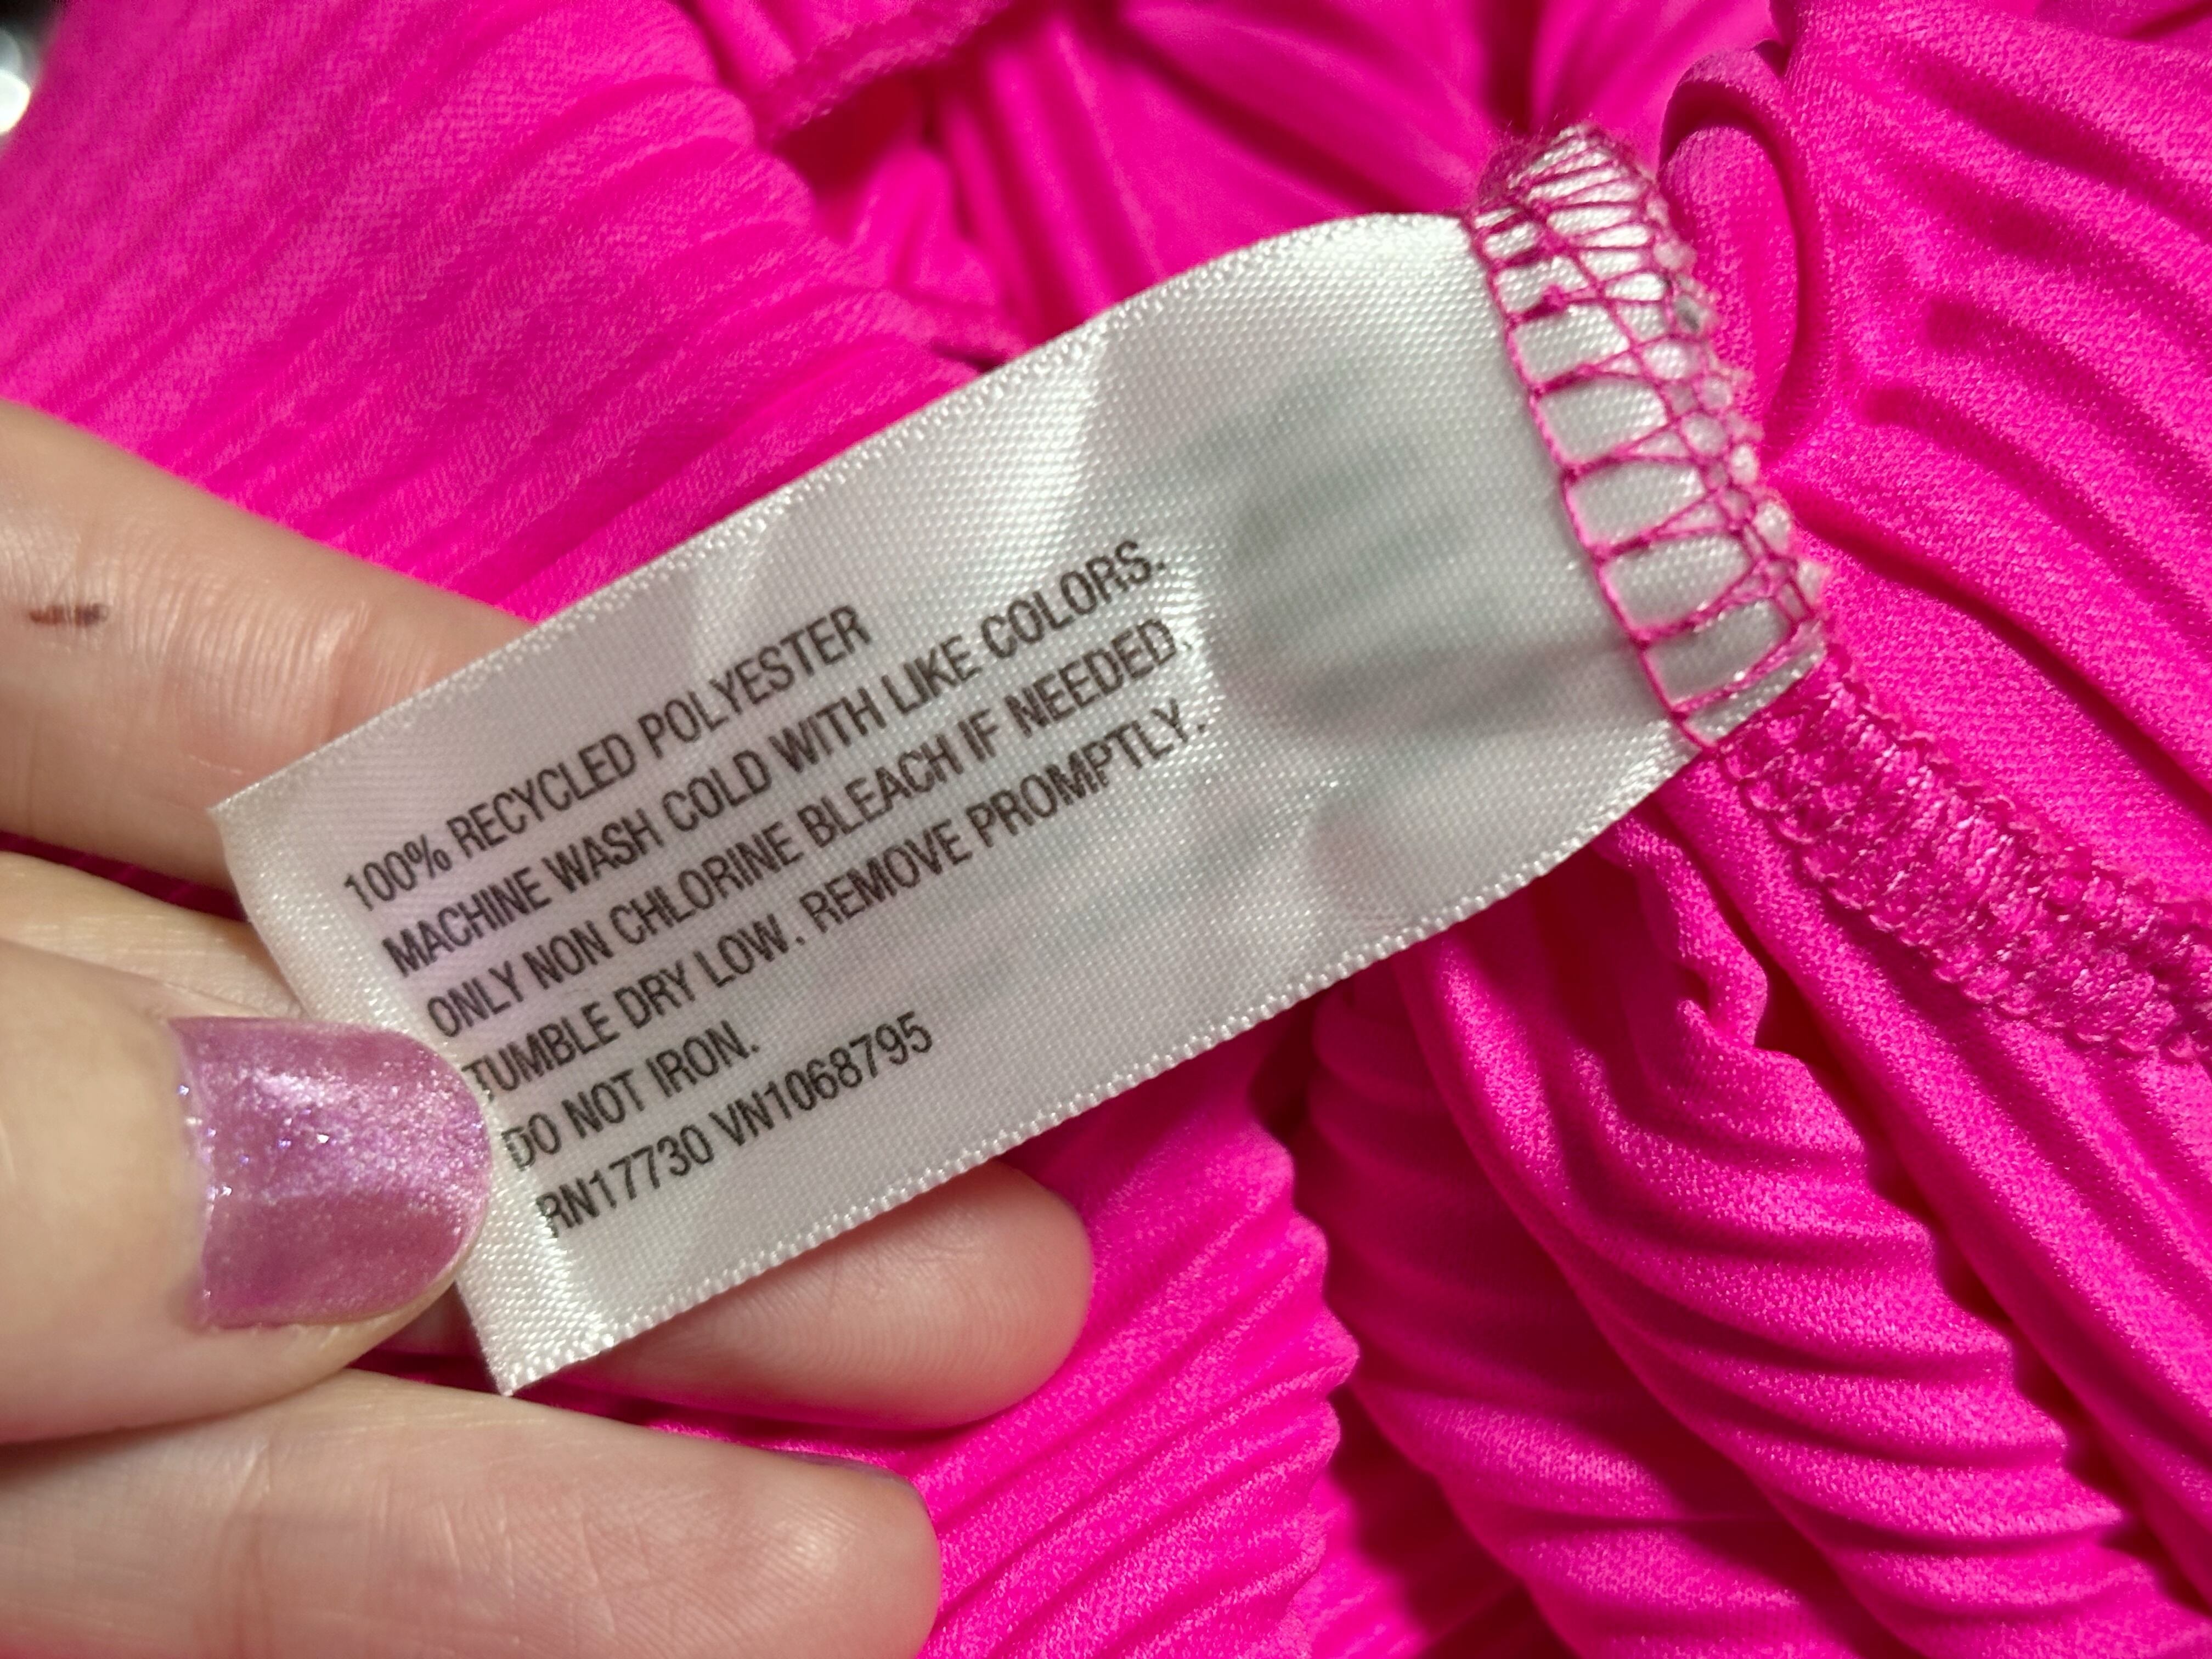 100% RECYCLED POLYESTER
MACHINE WASH COLD WITH LIKE COLORS.
ONLY NON CHLORINE BLEACH IF NEEDED.
TUMBLE DRY LOW. REMOVE PROMPTLY.
DO NOT IRON.
RN17730 VN1068795